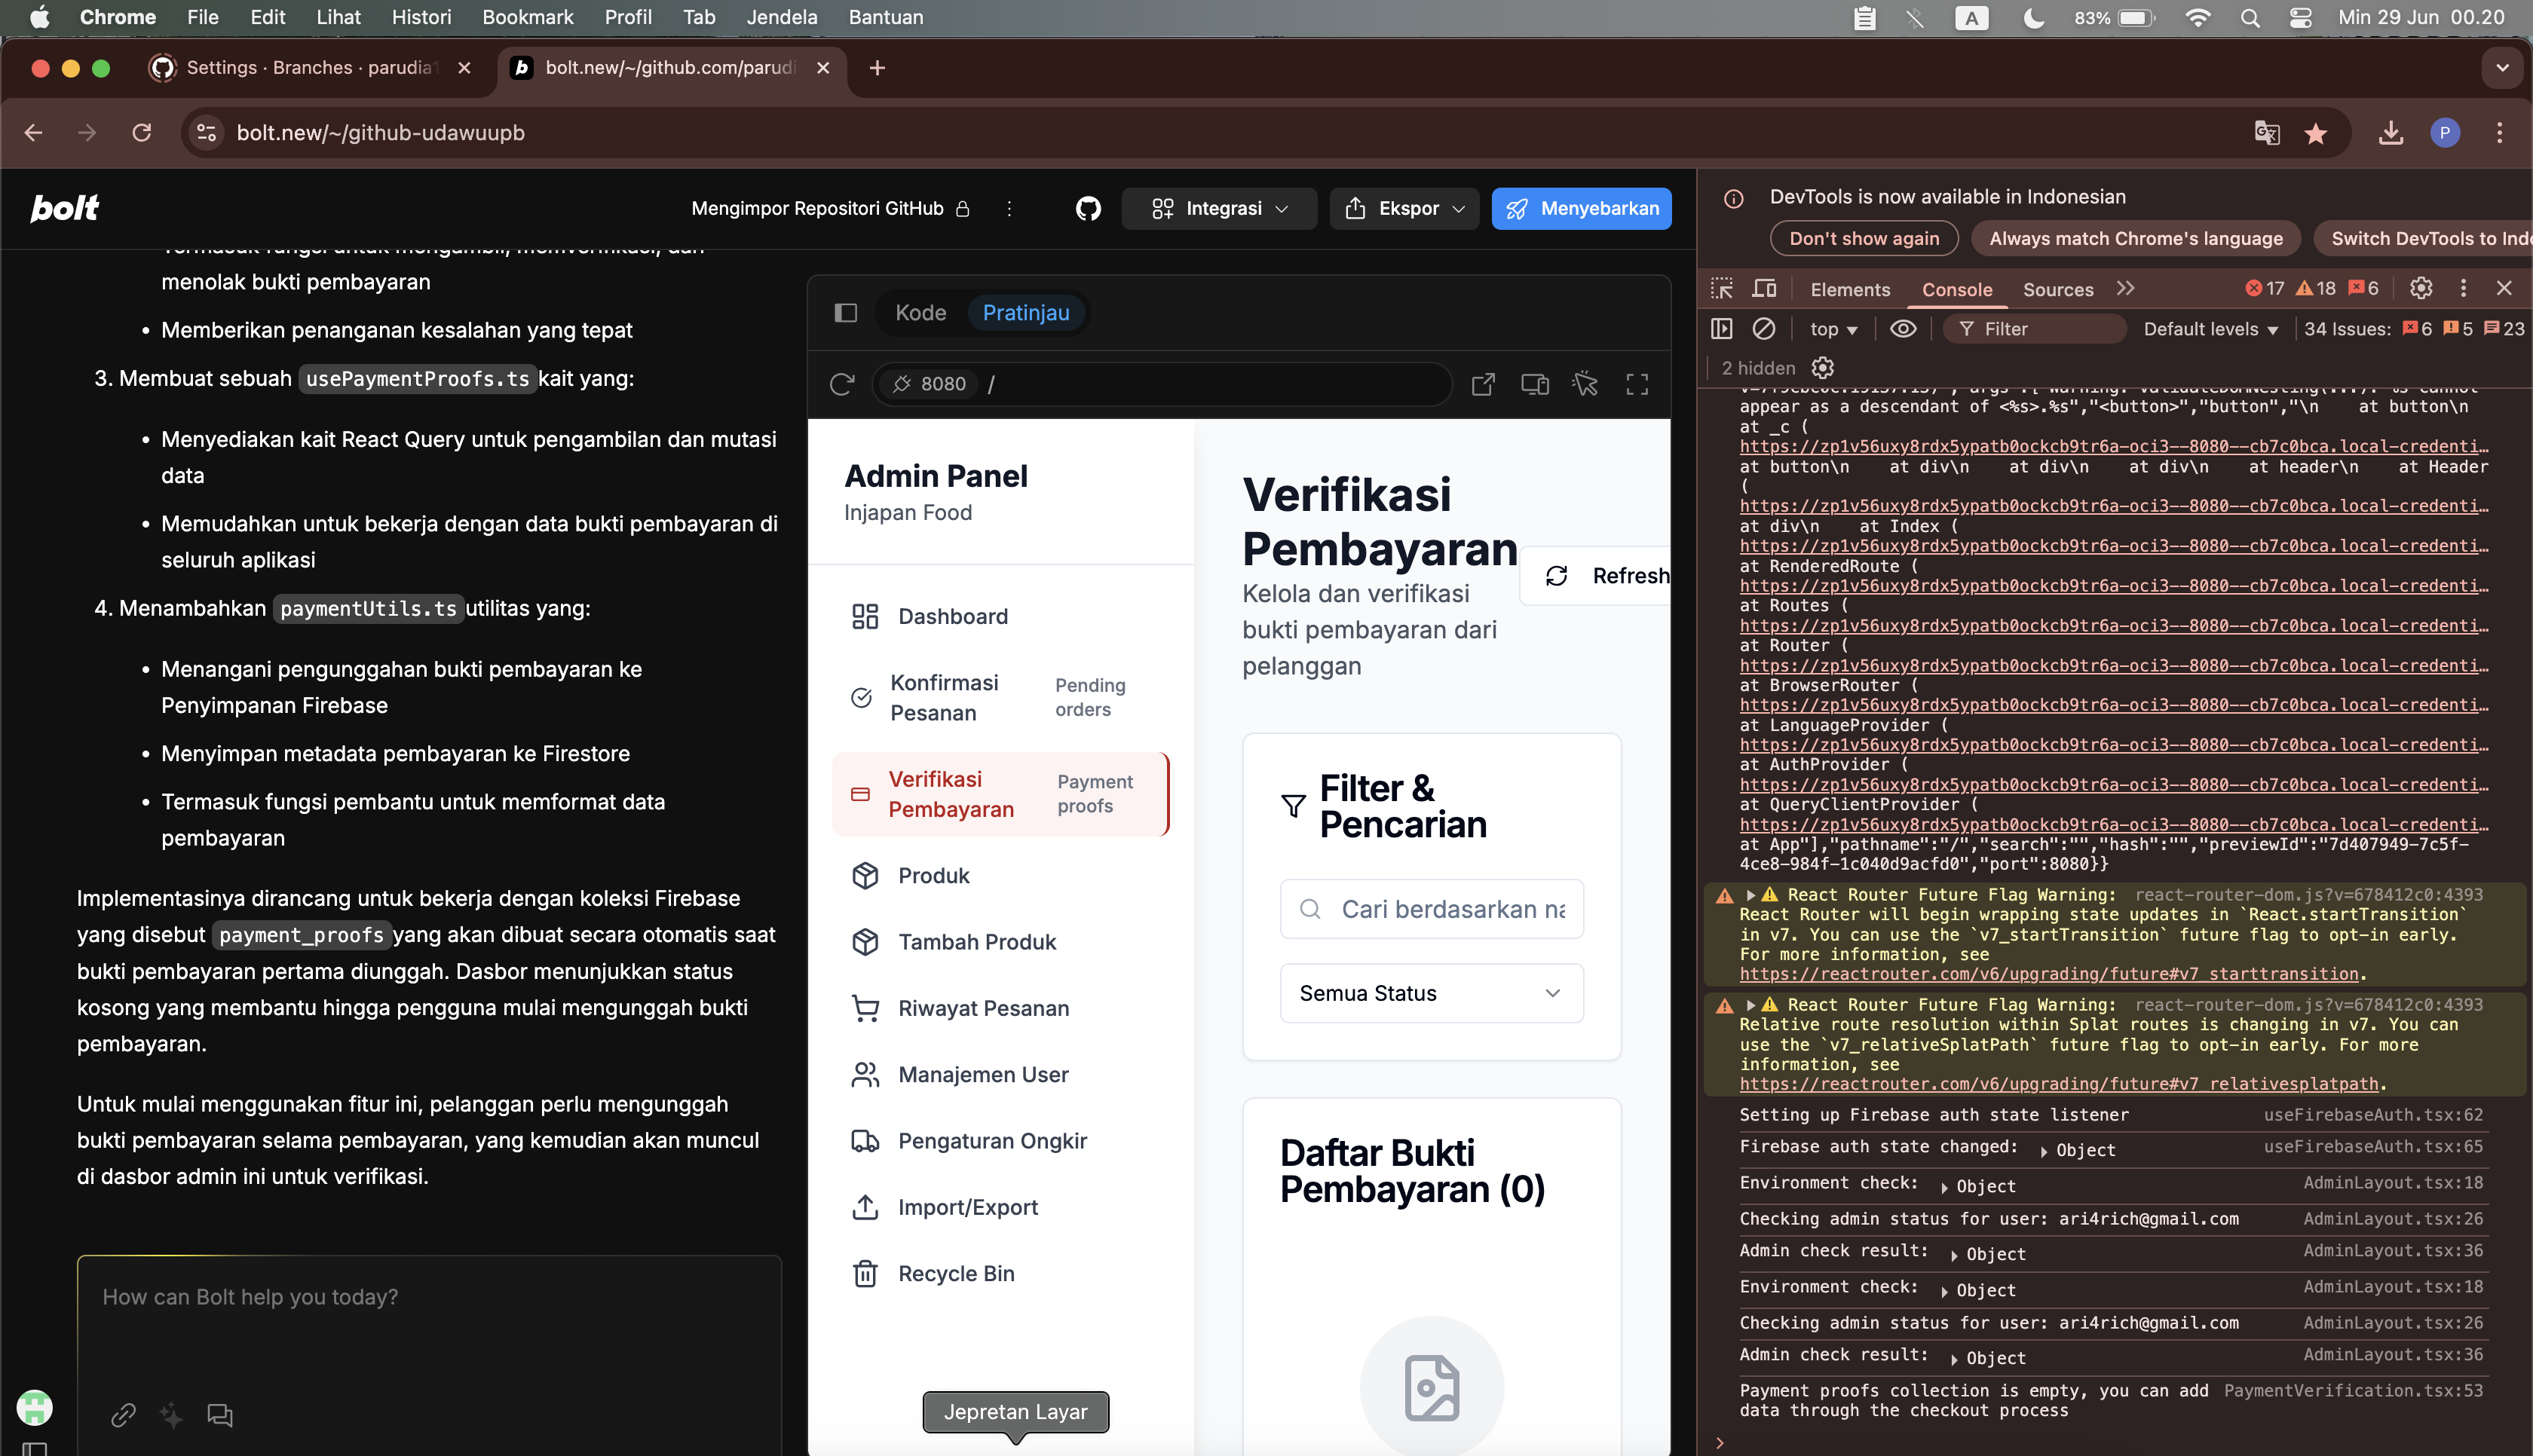 Chrome File Edit Lihat Histori Bookmark Profil Tab Jendela Bantuan
A 83% Min 29 Jun 00.20
Settings · Branches · parudia
bolt.new/~/github.com/parudi
bolt.new/~/github-udawuupb
P
bolt
Mengimpor Repositori GitHub
Integrasi
Ekspor
Menyebarkan
Termasuk fungsi untuk mengambil, memverifikasi, dan
menolak bukti pembayaran
• Memberikan penanganan kesalahan yang tepat
3. Membuat sebuah usePaymentProofs.ts kait yang:
• Menyediakan kait React Query untuk pengambilan dan mutasi
data
• Memudahkan untuk bekerja dengan data bukti pembayaran di
seluruh aplikasi
4. Menambahkan paymentUtils.ts utilitas yang:
• Menangani pengunggahan bukti pembayaran ke
Penyimpanan Firebase
• Menyimpan metadata pembayaran ke Firestore
• Termasuk fungsi pembantu untuk memformat data
pembayaran
Implementasinya dirancang untuk bekerja dengan koleksi Firebase
yang disebut payment_proofs yang akan dibuat secara otomatis saat
bukti pembayaran pertama diunggah. Dasbor menunjukkan status
kosong yang membantu hingga pengguna mulai mengunggah bukti
pembayaran.
Untuk mulai menggunakan fitur ini, pelanggan perlu mengunggah
bukti pembayaran selama pembayaran, yang kemudian akan muncul
di dasbor admin ini untuk verifikasi.
How can Bolt help you today?
Kode Pratinjau
8080 /
Admin Panel
Injapan Food
Dashboard
Konfirmasi Pesanan
Pending orders
Verifikasi Pembayaran
Payment proofs
Produk
Tambah Produk
Riwayat Pesanan
Manajemen User
Pengaturan Ongkir
Import/Export
Recycle Bin
Jepretan Layar
Verifikasi
Pembayaran
Refresh
Kelola dan verifikasi
bukti pembayaran dari
pelanggan
Filter &
Pencarian
Cari berdasarkan na
Semua Status
Daftar Bukti
Pembayaran (0)
DevTools is now available in Indonesian
Don't show again
Always match Chrome's language
Switch DevTools to Indo
Elements Console Sources 17 18 6
top Filter Default levels 34 Issues: 6 5 23
2 hidden
appear as a descendant of <%s>.%s","<button>","button","\n    at button\n
at _c (
https://zp1v56uxy8rdx5ypatb0ockcb9tr6a-oci3--8080--cb7c0bca.local-credenti…
at button\n    at div\n    at div\n    at div\n    at header\n    at Header
(
https://zp1v56uxy8rdx5ypatb0ockcb9tr6a-oci3--8080--cb7c0bca.local-credenti…
at div\n    at Index (
https://zp1v56uxy8rdx5ypatb0ockcb9tr6a-oci3--8080--cb7c0bca.local-credenti…
at RenderedRoute (
https://zp1v56uxy8rdx5ypatb0ockcb9tr6a-oci3--8080--cb7c0bca.local-credenti…
at Routes (
https://zp1v56uxy8rdx5ypatb0ockcb9tr6a-oci3--8080--cb7c0bca.local-credenti…
at Router (
https://zp1v56uxy8rdx5ypatb0ockcb9tr6a-oci3--8080--cb7c0bca.local-credenti…
at BrowserRouter (
https://zp1v56uxy8rdx5ypatb0ockcb9tr6a-oci3--8080--cb7c0bca.local-credenti…
at LanguageProvider (
https://zp1v56uxy8rdx5ypatb0ockcb9tr6a-oci3--8080--cb7c0bca.local-credenti…
at AuthProvider (
https://zp1v56uxy8rdx5ypatb0ockcb9tr6a-oci3--8080--cb7c0bca.local-credenti…
at QueryClientProvider (
https://zp1v56uxy8rdx5ypatb0ockcb9tr6a-oci3--8080--cb7c0bca.local-credenti…
at App"],"pathname":"/","search":"","hash":"","previewId":"7d407949-7c5f-
4ce8-984f-1c040d9acfd0","port":8080}}
React Router Future Flag Warning: react-router-dom.js?v=678412c0:4393
React Router will begin wrapping state updates in `React.startTransition`
in v7. You can use the `v7_startTransition` future flag to opt-in early.
For more information, see
https://reactrouter.com/v6/upgrading/future#v7_starttransition.
React Router Future Flag Warning: react-router-dom.js?v=678412c0:4393
Relative route resolution within Splat routes is changing in v7. You can
use the `v7_relativeSplatPath` future flag to opt-in early. For more
information, see
https://reactrouter.com/v6/upgrading/future#v7_relativesplatpath.
Setting up Firebase auth state listener useFirebaseAuth.tsx:62
Firebase auth state changed: Object useFirebaseAuth.tsx:65
Environment check: Object AdminLayout.tsx:18
Checking admin status for user: ari4rich@gmail.com AdminLayout.tsx:26
Admin check result: Object AdminLayout.tsx:36
Environment check: Object AdminLayout.tsx:18
Checking admin status for user: ari4rich@gmail.com AdminLayout.tsx:26
Admin check result: Object AdminLayout.tsx:36
Payment proofs collection is empty, you can add PaymentVerification.tsx:53
data through the checkout process